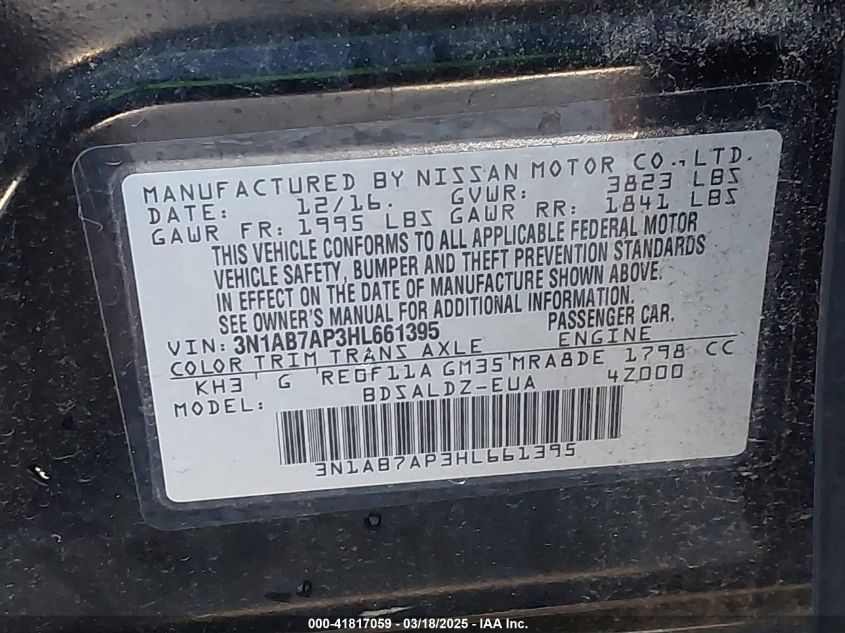 MANUFACTURED BY NISSAN MOTOR CO., LTD.
DATE: 12/16. GVWR: 3823 LBS
GAWR FR: 1995 LBS GAWR RR: 1841 LBS
THIS VEHICLE CONFORMS TO ALL APPLICABLE FEDERAL MOTOR
VEHICLE SAFETY, BUMPER AND THEFT PREVENTION STANDARDS
IN EFFECT ON THE DATE OF MANUFACTURE SHOWN ABOVE.
SEE OWNER'S MANUAL FOR ADDITIONAL INFORMATION.
VIN: 3N1AB7AP3HL661395 PASSENGER CAR.
COLOR TRIM TRANS AXLE ENGINE
KH3 G RE0F11A GM35 MRA8DE 1798 CC
MODEL: BDSALDZ-EUA 4Z000
3N1AB7AP3HL661395
000-41817059 — 03/18/2025 — IAA Inc.